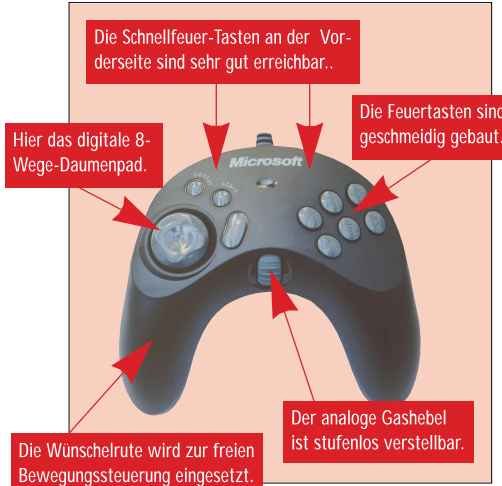 Die Schnellfeuer-Tasten an der Vor-
derseite sind sehr gut erreichbar..
Die Feuertasten sind
geschmeidig gebaut.
Hier das digitale 8-
Wege-Daumenpad.
Microsoft
START
Der analoge Gashebel
ist stufenlos verstellbar.
Die Wünschelrute wird zur freien
Bewegungssteuerung eingesetzt.